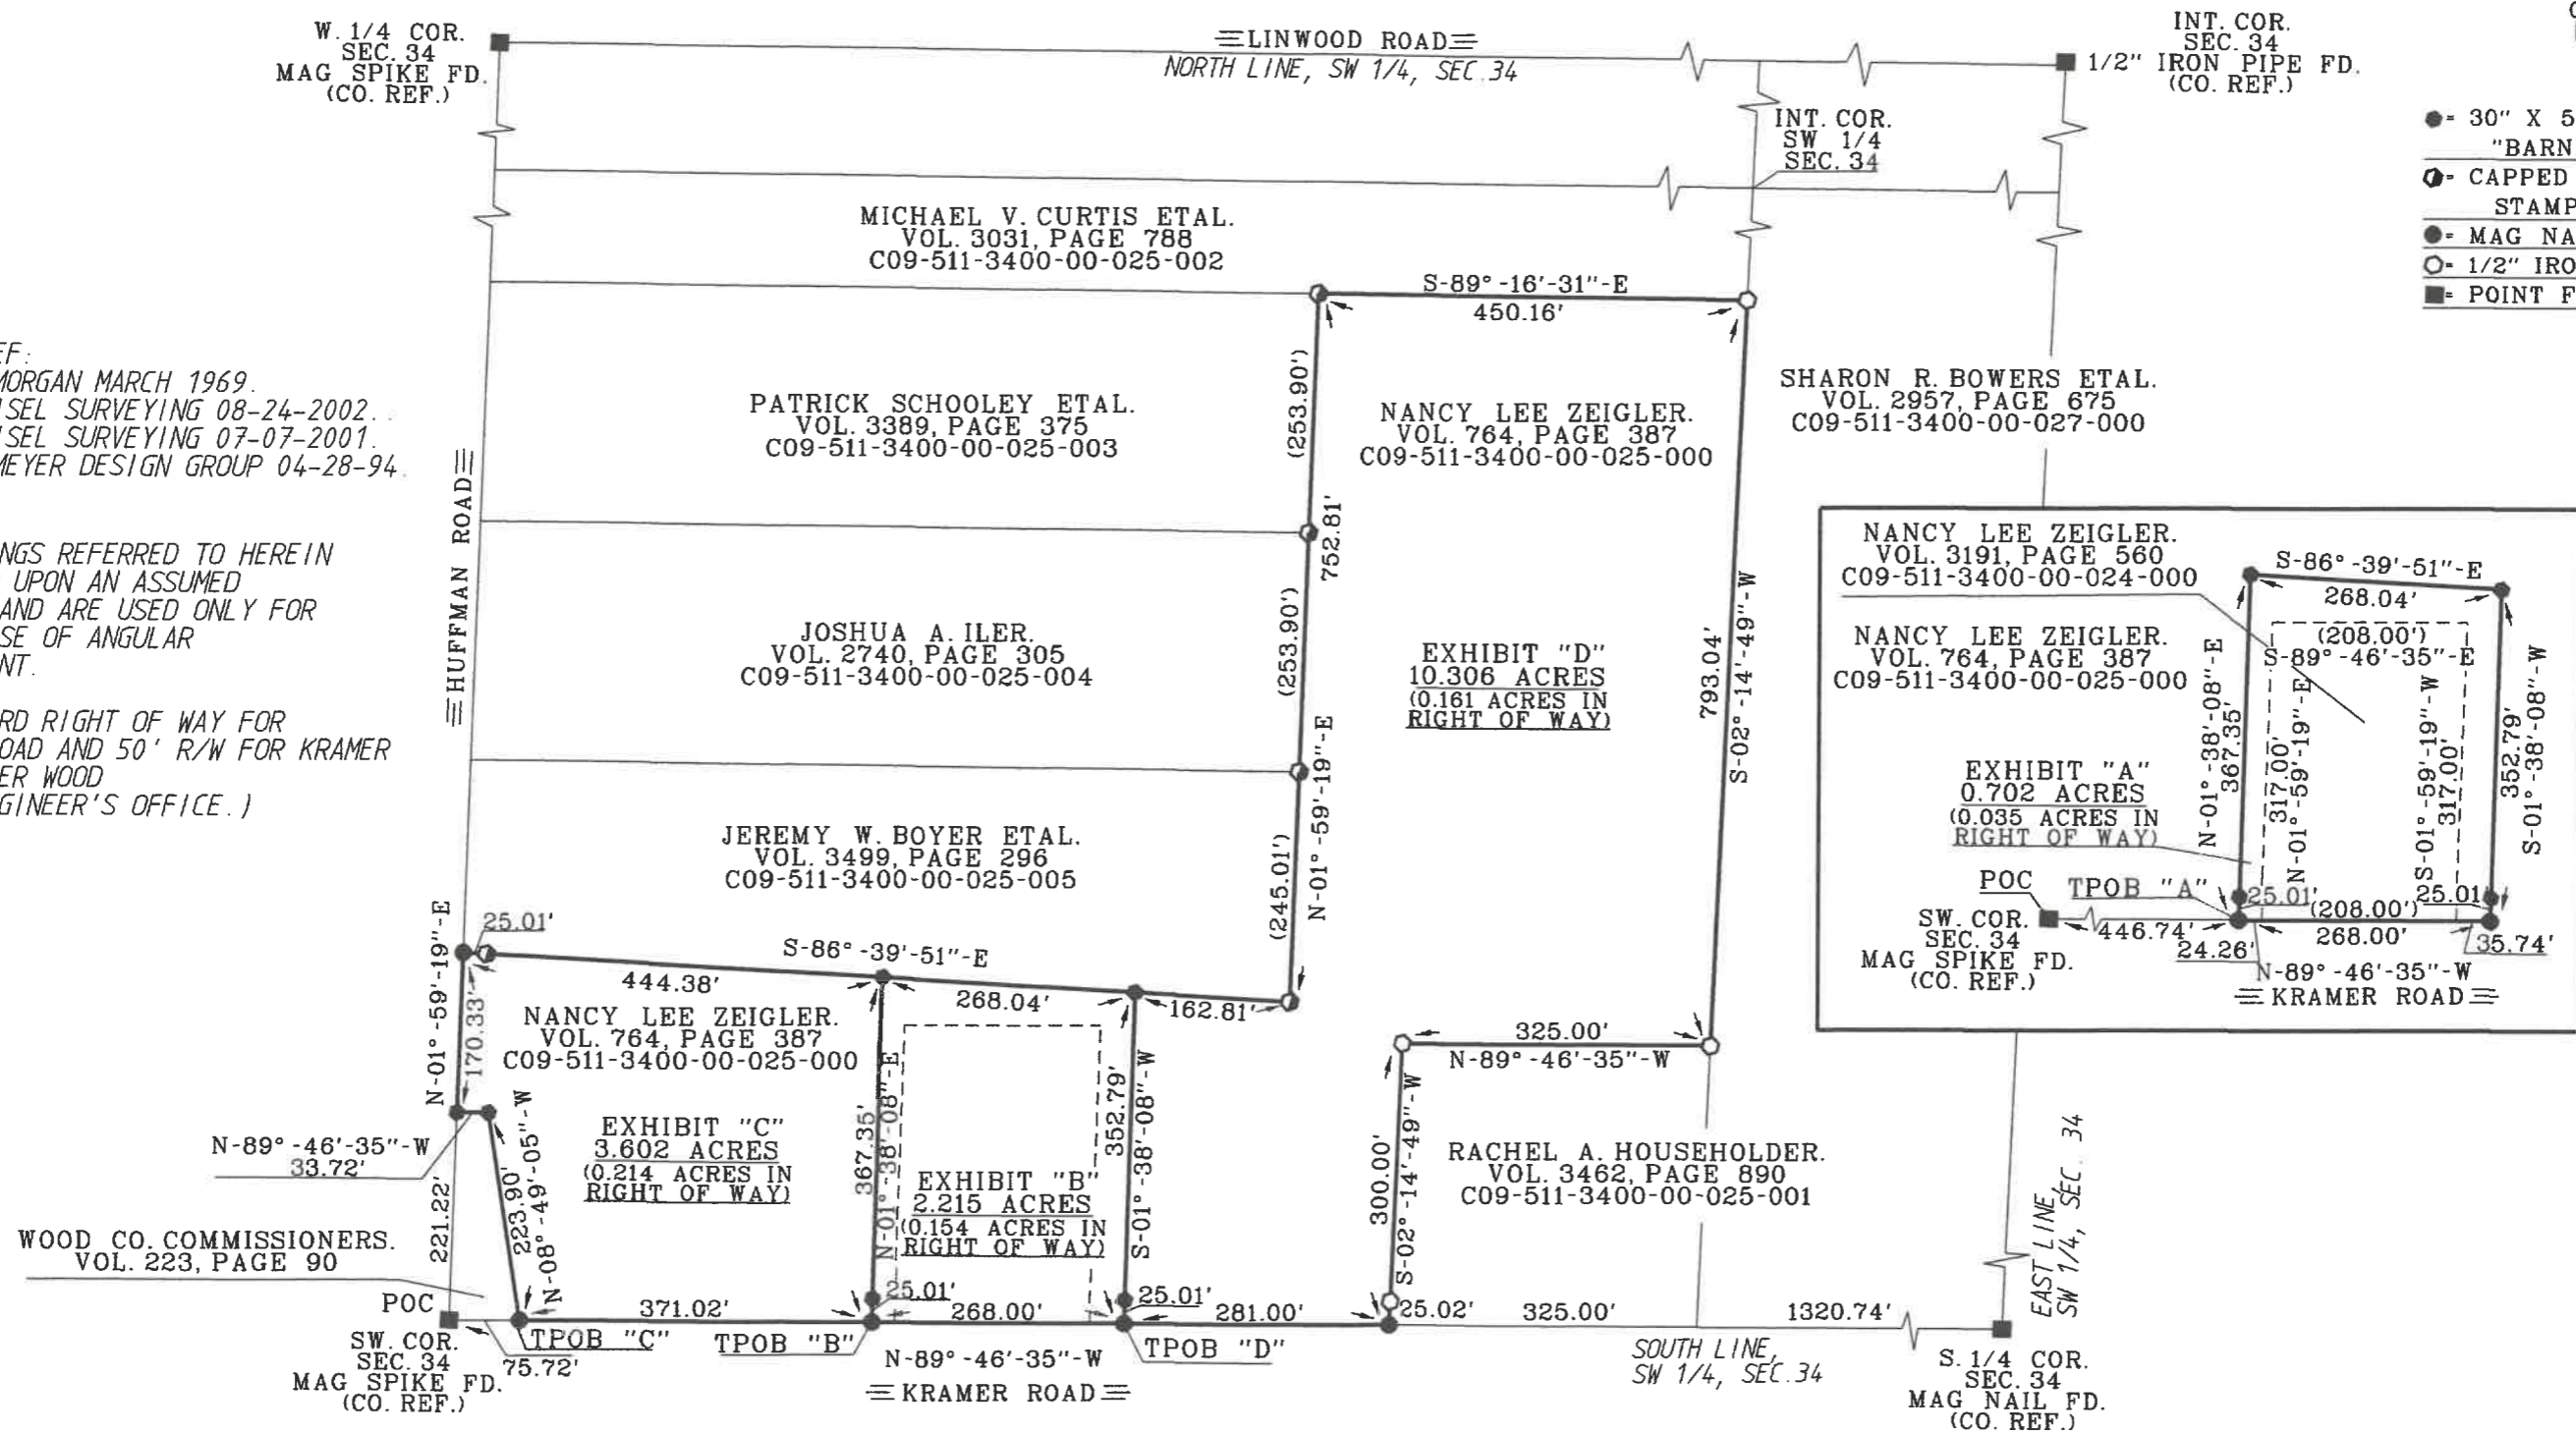 W. 1/4 COR.
SEC. 34
MAG SPIKE FD.
(CO. REF.)
LINWOOD ROAD
NORTH LINE, SW 1/4, SEC.34
INT. COR.
SEC. 34
1/2" IRON PIPE FD.
(CO. REF.)
INT. COR.
SW 1/4
SEC. 34
= 30" X 5
"BARN
= CAPPED
STAMP
= MAG NA
= 1/2" IRO
= POINT F
MICHAEL V. CURTIS ETAL.
VOL. 3031, PAGE 788
C09-511-3400-00-025-002
S-89°-16'-31"-E
450.16'
EF:
MORGAN MARCH 1969.
SEL SURVEYING 08-24-2002.
SEL SURVEYING 07-07-2001.
MEYER DESIGN GROUP 04-28-94.
PATRICK SCHOOLEY ETAL.
VOL. 3389, PAGE 375
C09-511-3400-00-025-003
(253.90')
NANCY LEE ZEIGLER.
VOL. 764, PAGE 387
C09-511-3400-00-025-000
SHARON R. BOWERS ETAL.
VOL. 2957, PAGE 675
C09-511-3400-00-027-000
HUFFMAN ROAD
752.81'
NGS REFERRED TO HEREIN
UPON AN ASSUMED
AND ARE USED ONLY FOR
SE OF ANGULAR
NT.
RD RIGHT OF WAY FOR
OAD AND 50' R/W FOR KRAMER
ER WOOD
GINEER'S OFFICE.)
JOSHUA A. ILER.
VOL. 2740, PAGE 305
C09-511-3400-00-025-004
(253.90')
N-01°-59'-19"-E
EXHIBIT "D"
10.306 ACRES
(0.161 ACRES IN
RIGHT OF WAY)
793.04'
S-02°-14'-49"-W
NANCY LEE ZEIGLER.
VOL. 3191, PAGE 560
C09-511-3400-00-024-000
NANCY LEE ZEIGLER.
VOL. 764, PAGE 387
C09-511-3400-00-025-000
S-86°-39'-51"-E
268.04'
(208.00')
S-89°-46'-35"-E
N-01°-38'-08"-E
367.35'
317.00'
N-01°-59'-19"-E
S-01°-59'-19"-W
317.00'
352.79'
S-01°-38'-08"-W
EXHIBIT "A"
0.702 ACRES
(0.035 ACRES IN
RIGHT OF WAY)
POC
TPOB "A"
25.01'
(208.00')
25.01
SW. COR.
SEC. 34
MAG SPIKE FD.
(CO. REF.)
446.74'
24.26'
268.00'
35.74'
N-89°-46'-35"-W
KRAMER ROAD
JEREMY W. BOYER ETAL.
VOL. 3499, PAGE 296
C09-511-3400-00-025-005
(245.01')
N-01°-59'-19"-E
25.01'
S-86°-39'-51"-E
444.38'
268.04'
162.81'
170.33'
NANCY LEE ZEIGLER.
VOL. 764, PAGE 387
C09-511-3400-00-025-000
325.00'
N-89°-46'-35"-W
N-89°-46'-35"-W
33.72'
223.90'
N-08°-49'-05"-W
EXHIBIT "C"
3.602 ACRES
(0.214 ACRES IN
RIGHT OF WAY)
367.35'
N-01°-38'-08"-E
EXHIBIT "B"
2.215 ACRES
(0.154 ACRES IN
RIGHT OF WAY)
352.79'
S-01°-38'-08"-W
300.00'
S-02°-14'-49"-W
RACHEL A. HOUSEHOLDER.
VOL. 3462, PAGE 890
C09-511-3400-00-025-001
EAST LINE,
SW 1/4, SEC. 34
WOOD CO. COMMISSIONERS.
VOL. 223, PAGE 90
221.22'
POC
SW. COR.
SEC. 34
MAG SPIKE FD.
(CO. REF.)
75.72'
TPOB "C"
371.02'
TPOB "B"
25.01'
268.00'
25.01'
N-89°-46'-35"-W
KRAMER ROAD
TPOB "D"
281.00'
25.02'
325.00'
1320.74'
SOUTH LINE,
SW 1/4, SEC.34
S. 1/4 COR.
SEC. 34
MAG NAIL FD.
(CO. REF.)